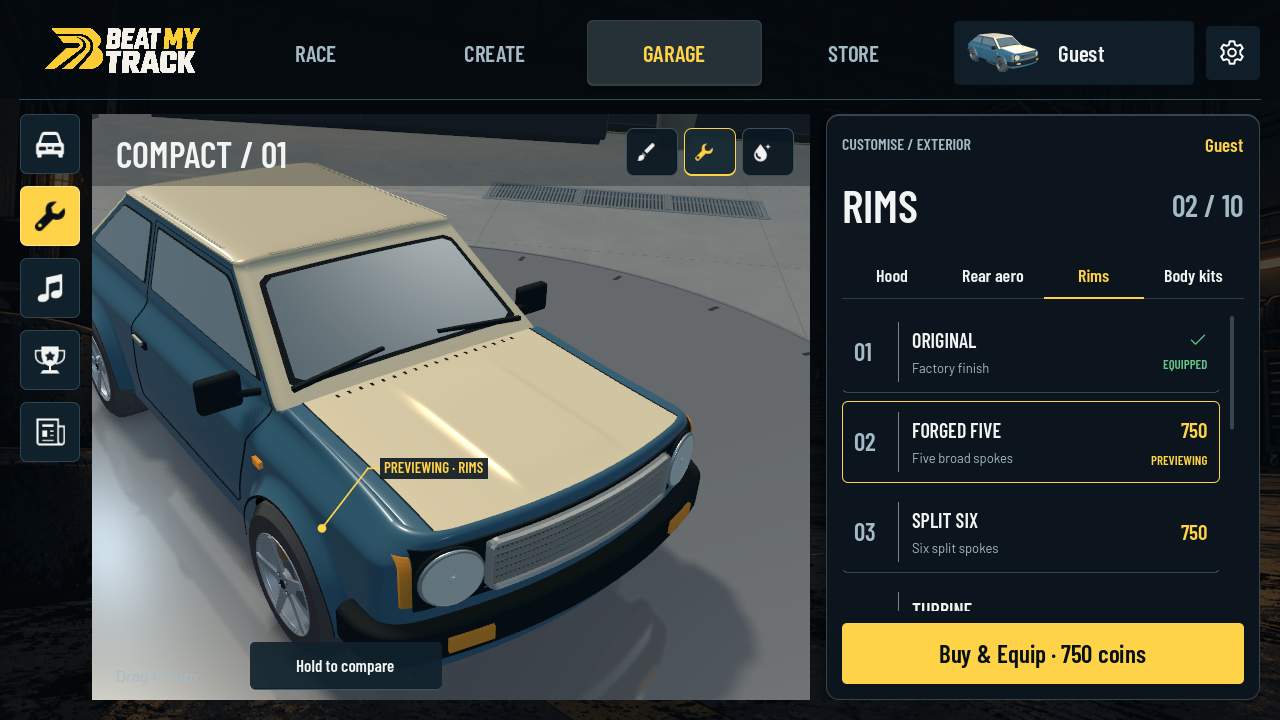 BEAT MY
TRACK
RACE
CREATE
GARAGE
STORE
Guest
COMPACT / 01
PREVIEWING · RIMS
Hold to compare
CUSTOMISE / EXTERIOR
Guest
RIMS
02 / 10
Hood
Rear aero
Rims
Body kits
01
ORIGINAL
Factory finish
EQUIPPED
02
FORGED FIVE
Five broad spokes
750
PREVIEWING
03
SPLIT SIX
Six split spokes
750
TURBINE
Buy & Equip · 750 coins